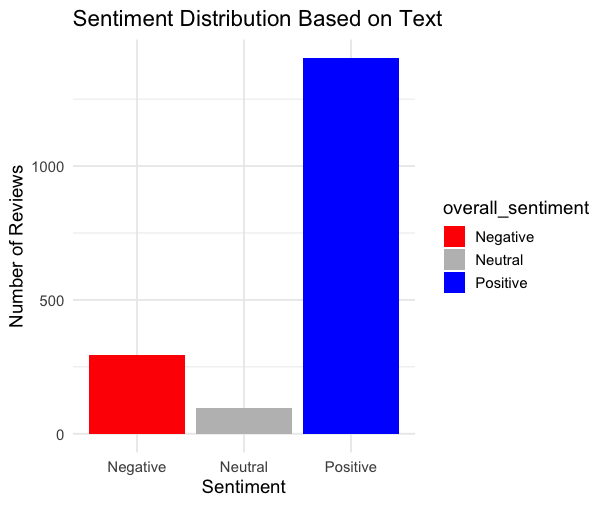 Sentiment Distribution Based on Text
Number of Reviews
1000
500
0
Negative
Neutral
Positive
Sentiment
overall_sentiment
Negative
Neutral
Positive